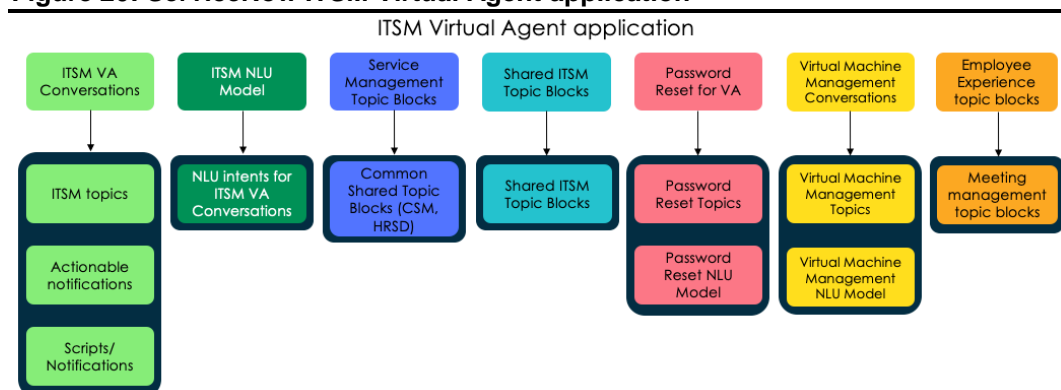 ITSM Virtual Agent application
ITSM VA
Conversations
ITSM NLU
Model
Service
Management
Topic Blocks
Shared ITSM
Topic Blocks
Password
Reset for VA
Virtual Machine
Management
Conversations
Employee
Experience
topic blocks
ITSM topics
Actionable
notifications
Scripts/
Notifications
NLU intents for
ITSM VA
Conversations
Common
Shared Topic
Blocks (CSM,
HRSD)
Shared ITSM
Topic Blocks
Password
Reset Topics
Password
Reset NLU
Model
Virtual Machine
Management
Topics
Virtual Machine
Management
NLU Model
Meeting
management
topic blocks